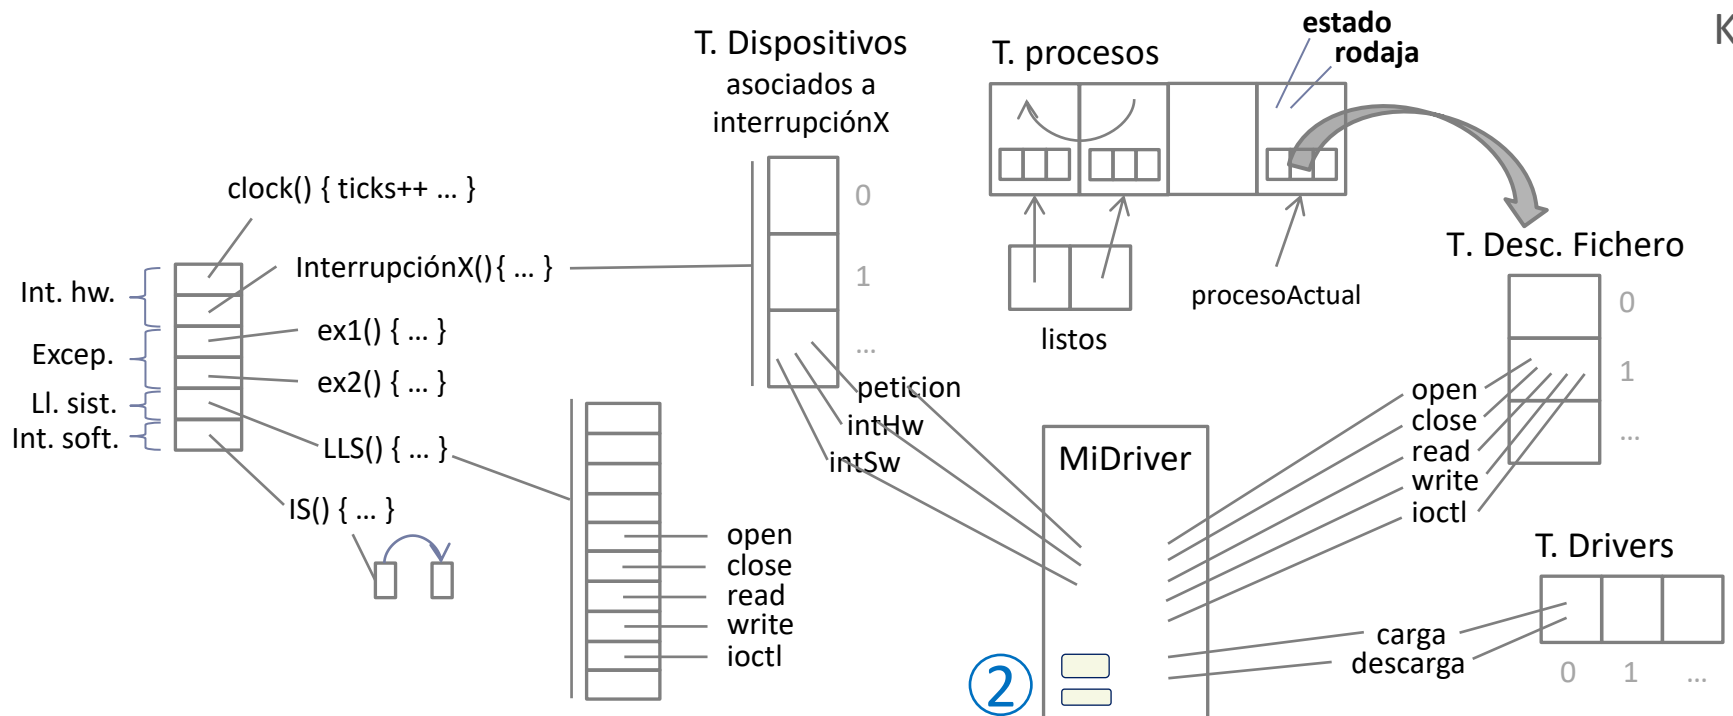 estado
rodaja
K
T. Dispositivos
asociados a
interrupciónX
T. procesos
clock() { ticks++ ... }
0
InterrupciónX() { ... }
1
...
Int. hw.
Excep.
Ll. sist.
Int. soft.
ex1() { ... }
ex2() { ... }
LLS() { ... }
IS() { ... }
listos
procesoActual
T. Desc. Fichero
0
1
...
peticion
intHw
intSw
MiDriver
open
close
read
write
ioctl
open
close
read
write
ioctl
T. Drivers
carga
descarga
0 1 ...
2